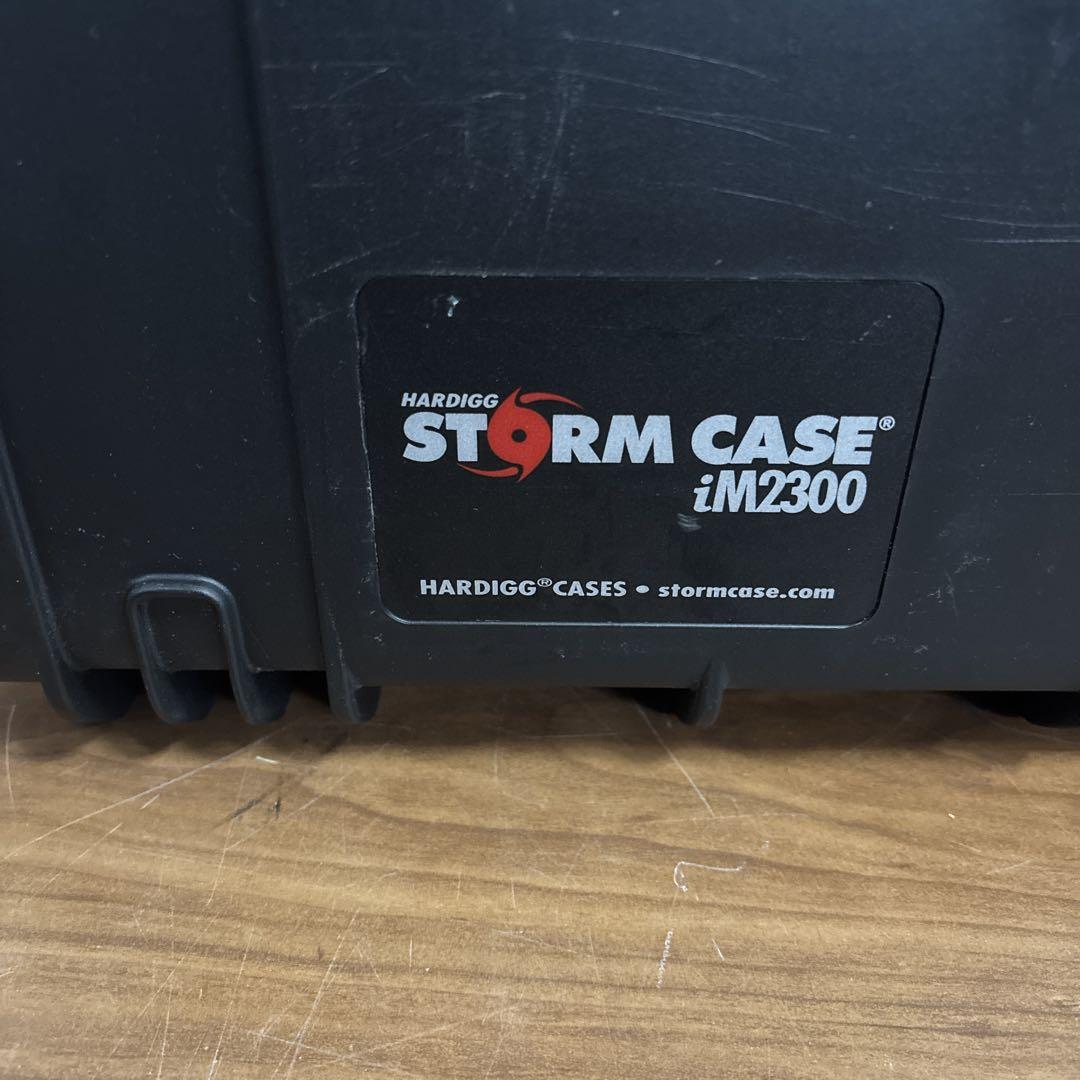 HARDIGG
STORM CASE®
iM2300
HARDIGG®CASES • stormcase.com